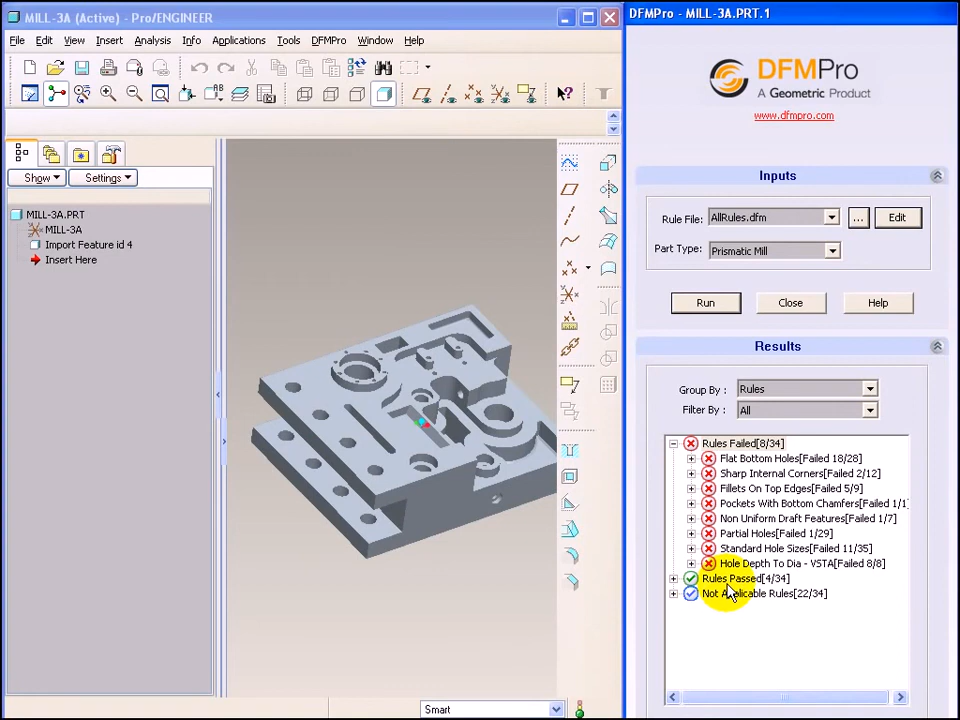 MILL-3A (Active) - Pro/ENGINEER
File Edit View Insert Analysis Info Applications Tools DFMPro Window Help
Show Settings
MILL-3A.PRT
MILL-3A
Import Feature id 4
Insert Here
Smart
DFMPro - MILL-3A.PRT.1
DFMPro
A Geometric Product
www.dfmpro.com
Inputs
Rule File: AllRules.dfm ... Edit
Part Type: Prismatic Mill
Run Close Help
Results
Group By : Rules
Filter By : All
Rules Failed[8/34]
Flat Bottom Holes[Failed 18/28]
Sharp Internal Corners[Failed 2/12]
Fillets On Top Edges[Failed 5/9]
Pockets With Bottom Chamfers[Failed 1/1
Non Uniform Draft Features[Failed 1/7]
Partial Holes[Failed 1/29]
Standard Hole Sizes[Failed 11/35]
Hole Depth To Dia - VSTA[Failed 8/8]
Rules Passed[4/34]
Not Applicable Rules[22/34]